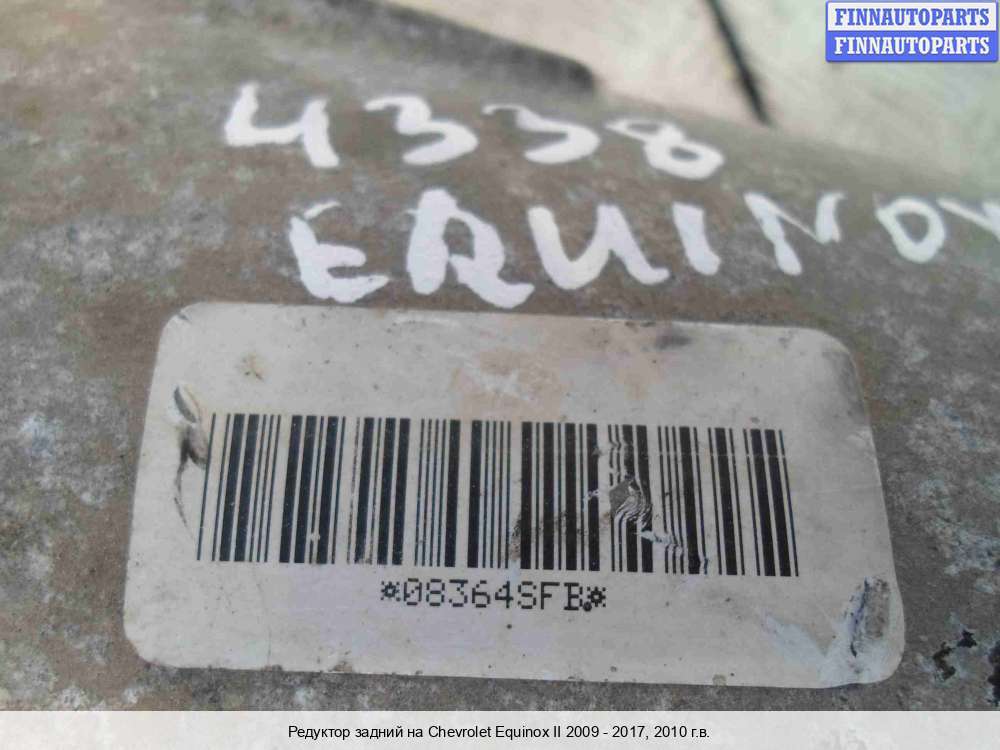 FINNAUTOPARTS
FINNAUTOPARTS
4338
EQUINOX
*08364SFB*
Редуктор задний на Chevrolet Equinox II 2009 - 2017, 2010 г.в.